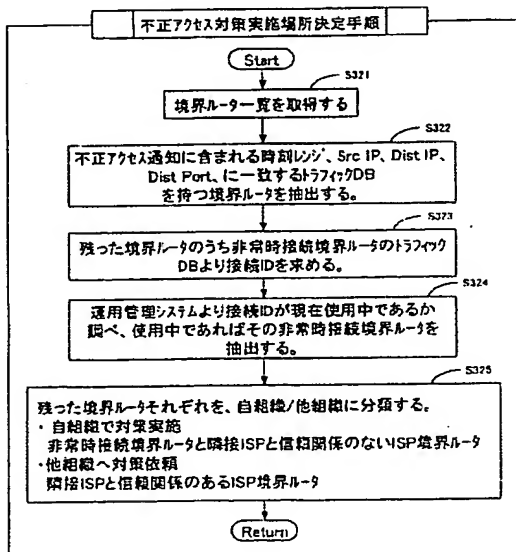 不正アクセス対策実施場所決定手順
Start
S321
境界ルーター覧を取得する
S322
不正アクセス通知に含まれる時刻レンジ、Src IP、Dist IP、
Dist Port、に一致するトラフィックDB
を持つ境界ルータを抽出する。
S323
残った境界ルータのうち非常時接続境界ルータのトラフィック
DBより接続IDを求める。
S324
運用管理システムより接続IDが現在使用中であるか
調べ、使用中であればその非常時接続境界ルータを
抽出する。
S325
残った境界ルータそれぞれを、自組織/他組織に分類する。
・自組織で対策実施
非常時接続境界ルータと隣接ISPと信頼関係のないISP境界ルータ
・他組織へ対策依頼
隣接ISPと信頼関係のあるISP境界ルータ
Return